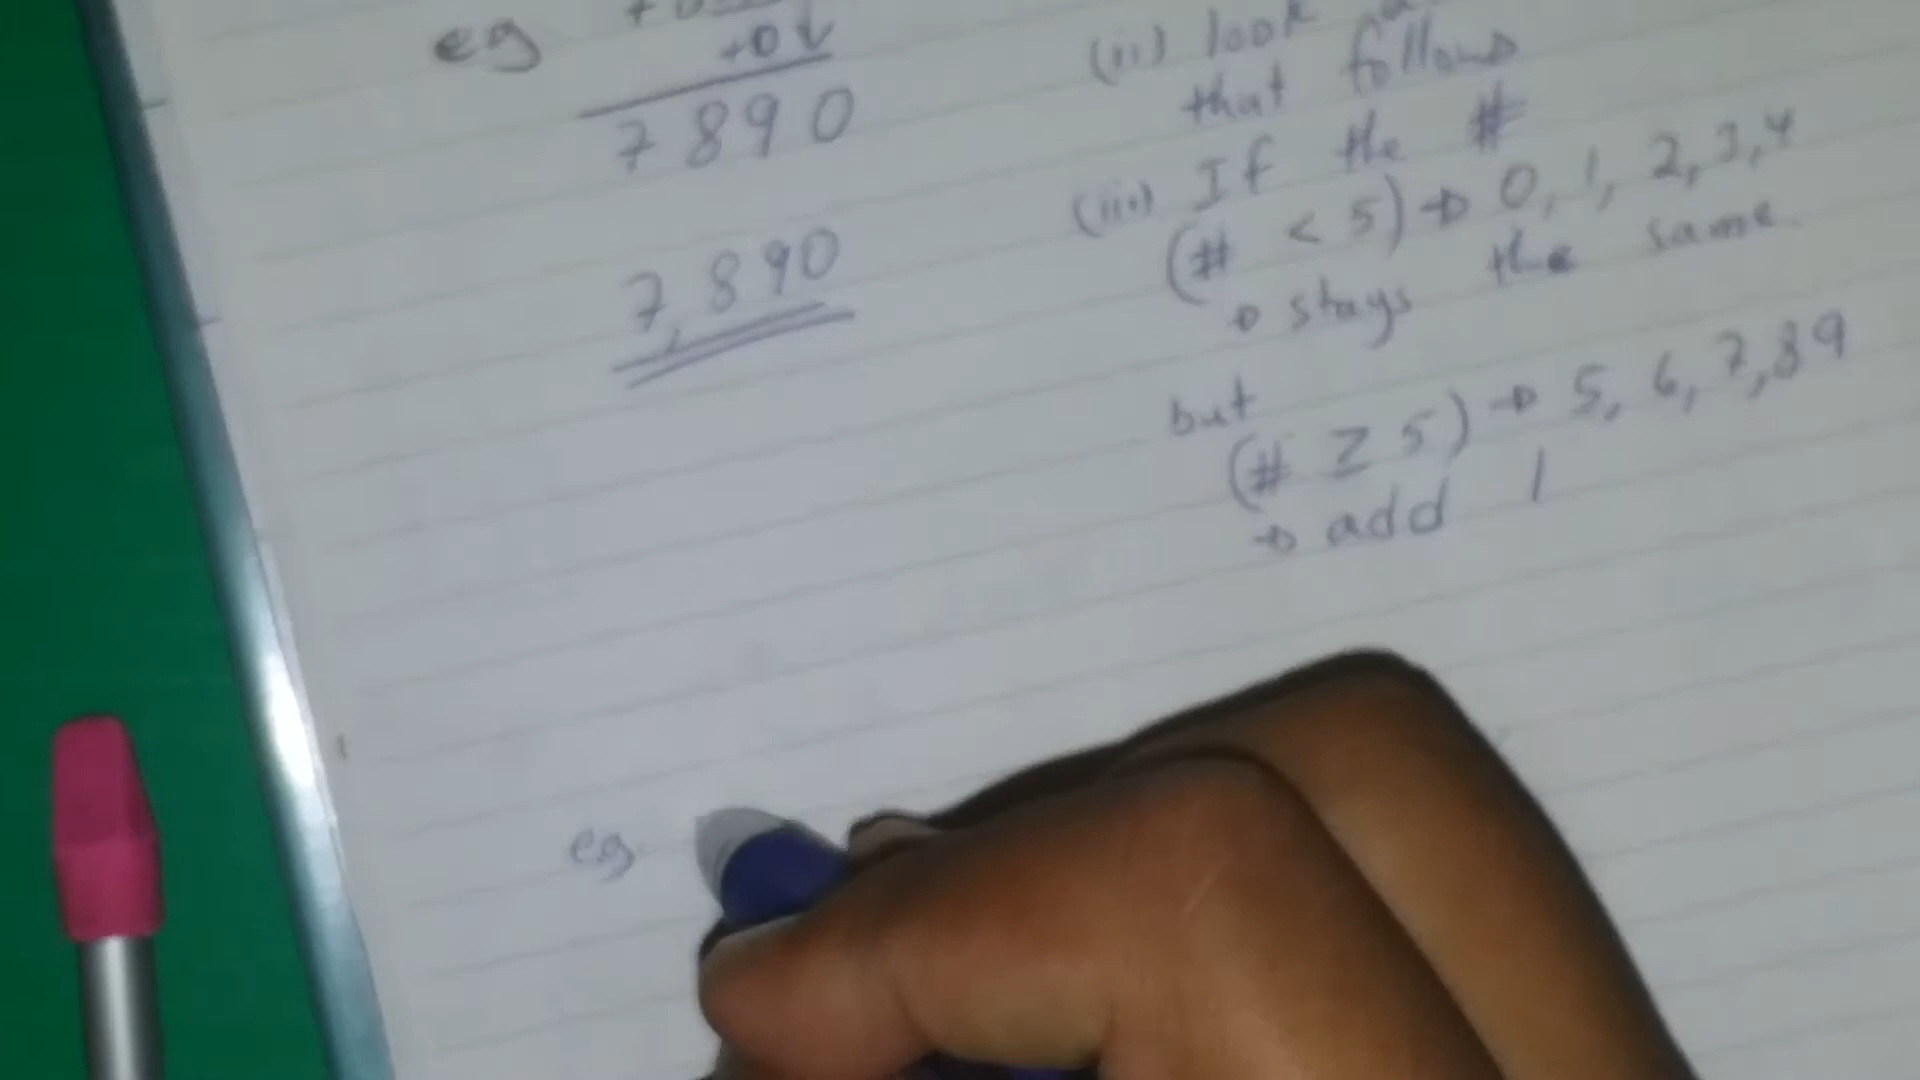 eg
+0↓
7 8 9 0
7,890
(ii) look
that follows
(iii) If the #
(# < 5) → 0, 1, 2, 3, 4
→ stays the same
but
(# ≥ 5) → 5, 6, 7, 8 9
→ add 1
eg